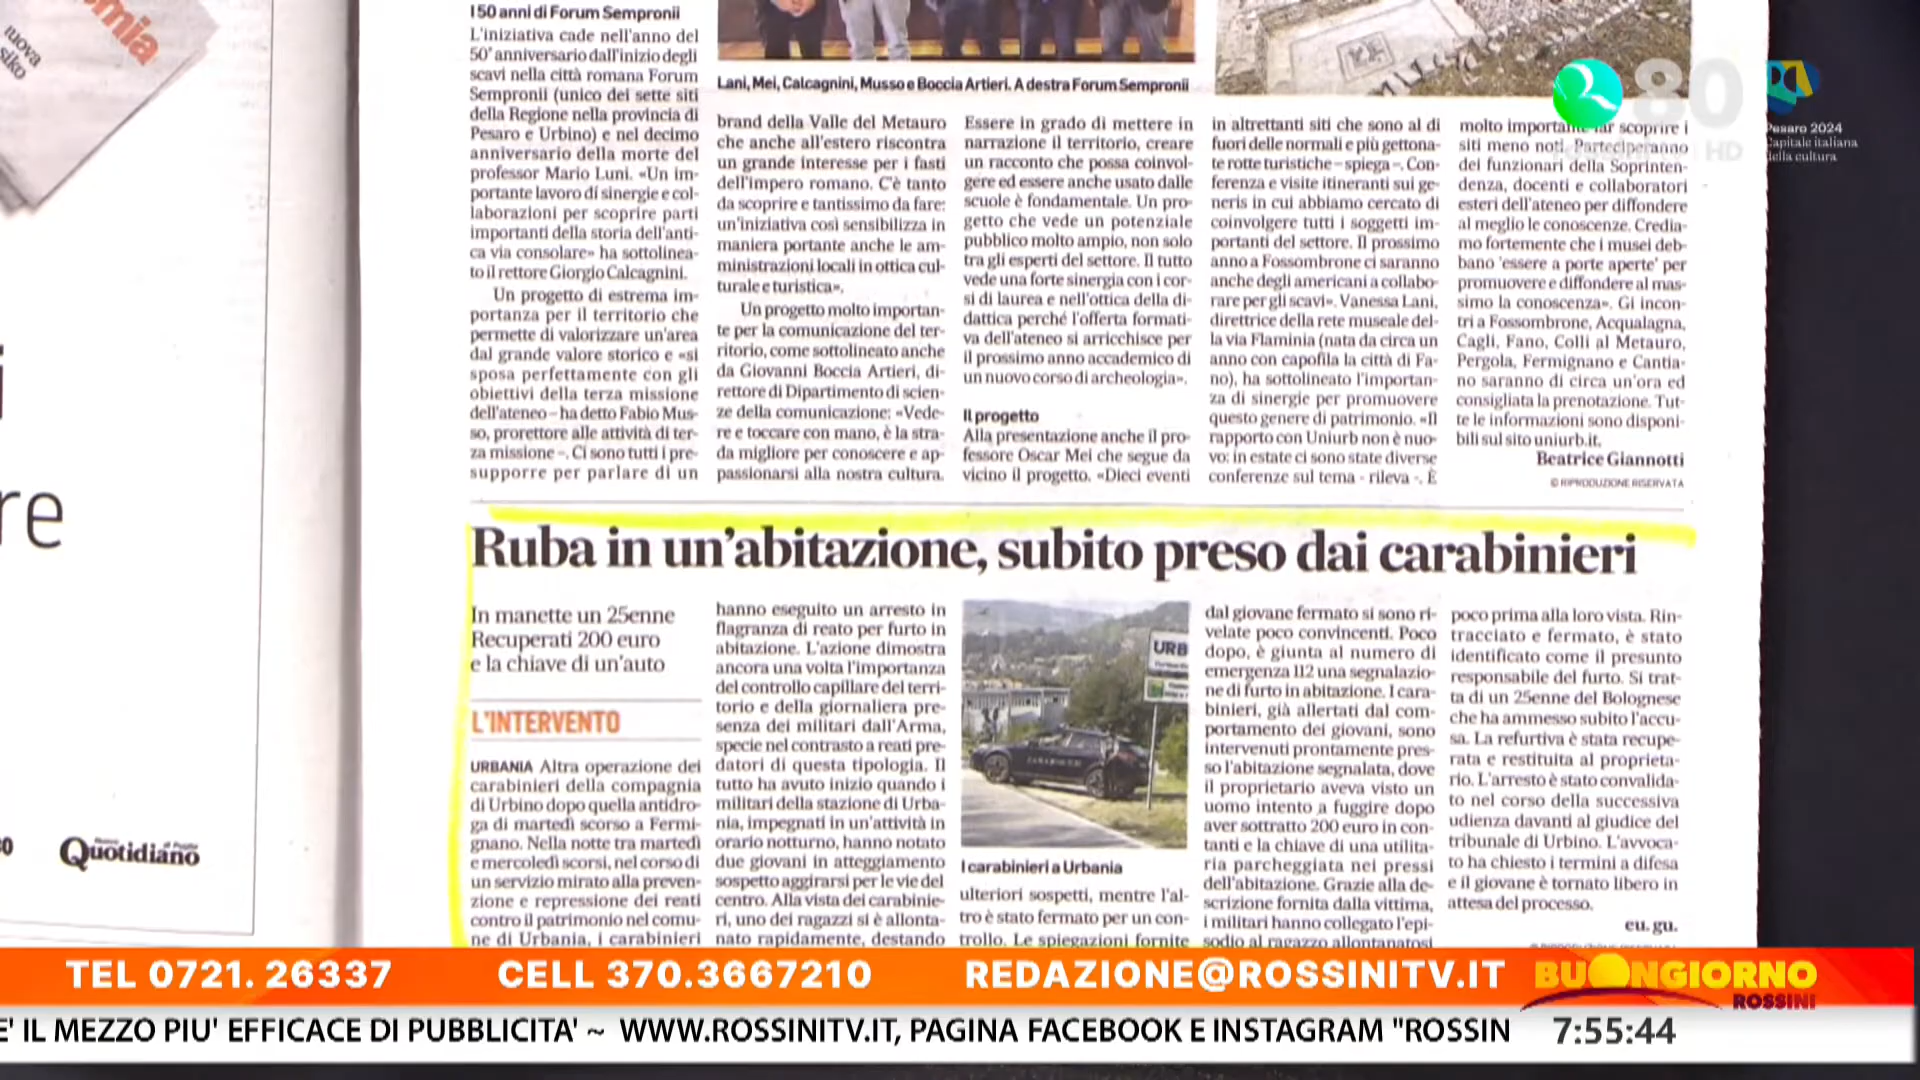 mia
nuova
siko
re
Quotidiano
I 50 anni di Forum Sempronii
L'iniziativa cade nell'anno del
50° anniversario dall'inizio degli
scavi nella città romana Forum
Sempronii (unico dei sette siti
della Regione nella provincia di
Pesaro e Urbino) e nel decimo
anniversario della morte del
professor Mario Luni. «Un im-
portante lavoro di sinergie e col-
laborazioni per scoprire parti
importanti della storia dell'anti-
ca via consolare» ha sottolinea-
to il rettore Giorgio Calcagnini.
Un progetto di estrema im-
portanza per il territorio che
permette di valorizzare un'area
dal grande valore storico e «si
sposa perfettamente con gli
obiettivi della terza missione
dell'ateneo – ha detto Fabio Mus-
so, prorettore alle attività di ter-
za missione –. Ci sono tutti i pre-
supporre per parlare di un
Lani, Mei, Calcagnini, Musso e Boccia Artieri. A destra Forum Sempronii
brand della Valle del Metauro
che anche all'estero riscontra
un grande interesse per i fasti
dell'impero romano. C'è tanto
da scoprire e tantissimo da fare:
un'iniziativa così sensibilizza in
maniera portante anche le am-
ministrazioni locali in ottica cul-
turale e turistica».
Un progetto molto importan-
te per la comunicazione del ter-
ritorio, come sottolineato anche
da Giovanni Boccia Artieri, di-
rettore di Dipartimento di scien-
ze della comunicazione: «Vede-
re e toccare con mano, è la stra-
da migliore per conoscere e ap-
passionarsi alla nostra cultura.
Essere in grado di mettere in
narrazione il territorio, creare
un racconto che possa coinvol-
gere ed essere anche usato dalle
scuole è fondamentale. Un pro-
getto che vede un potenziale
pubblico molto ampio, non solo
tra gli esperti del settore. Il tutto
vede una forte sinergia con i cor-
si di laurea e nell'ottica della di-
dattica perché l'offerta formati-
va dell'ateneo si arricchisce per
il prossimo anno accademico di
un nuovo corso di archeologia».
Il progetto
Alla presentazione anche il pro-
fessore Oscar Mei che segue da
vicino il progetto. «Dieci eventi
in altrettanti siti che sono al di
fuori delle normali e più gettona-
te rotte turistiche – spiega –. Con-
ferenza e visite itineranti sui ge-
neris in cui abbiamo cercato di
coinvolgere tutti i soggetti im-
portanti del settore. Il prossimo
anno a Fossombrone ci saranno
anche degli americani a collabo-
rare per gli scavi». Vanessa Lani,
direttrice della rete museale del-
la via Flaminia (nata da circa un
anno con capofila la città di Fa-
no), ha sottolineato l'importan-
za di sinergie per promuovere
questo genere di patrimonio. «Il
rapporto con Uniurb non è nuo-
vo: in estate ci sono state diverse
conferenze sul tema - rileva -. È
molto importante far scoprire i
siti meno noti. Parteciperanno
dei funzionari della Soprinten-
denza, docenti e collaboratori
esteri dell'ateneo per diffondere
al meglio le conoscenze. Credia-
mo fortemente che i musei deb-
bano 'essere a porte aperte' per
promuovere e diffondere al mas-
simo la conoscenza». Gi incon-
tri a Fossombrone, Acqualagna,
Cagli, Fano, Colli al Metauro,
Pergola, Fermignano e Cantia-
no saranno di circa un'ora ed
consigliata la prenotazione. Tut-
te le informazioni sono disponi-
bili sul sito uniurb.it.
Beatrice Giannotti
© RIPRODUZIONE RISERVATA
80
HD
Pesaro 2024
Capitale italiana
della cultura
Ruba in un'abitazione, subito preso dai carabinieri
In manette un 25enne
Recuperati 200 euro
e la chiave di un'auto
L'INTERVENTO
URBANIA Altra operazione dei
carabinieri della compagnia
di Urbino dopo quella antidro-
ga di martedì scorso a Fermi-
gnano. Nella notte tra martedì
e mercoledì scorsi, nel corso di
un servizio mirato alla preven-
zione e repressione dei reati
contro il patrimonio nel comu-
ne di Urbania, i carabinieri
hanno eseguito un arresto in
flagranza di reato per furto in
abitazione. L'azione dimostra
ancora una volta l'importanza
del controllo capillare del terri-
torio e della giornaliera pre-
senza dei militari dall'Arma,
specie nel contrasto a reati pre-
datori di questa tipologia. Il
tutto ha avuto inizio quando i
militari della stazione di Urba-
nia, impegnati in un'attività in
orario notturno, hanno notato
due giovani in atteggiamento
sospetto aggirarsi per le vie del
centro. Alla vista dei carabinie-
ri, uno dei ragazzi si è allonta-
nato rapidamente, destando
URB
CARABINIERI
I carabinieri a Urbania
ulteriori sospetti, mentre l'al-
tro è stato fermato per un con-
trollo. Le spiegazioni fornite
dal giovane fermato si sono ri-
velate poco convincenti. Poco
dopo, è giunta al numero di
emergenza 112 una segnalazio-
ne di furto in abitazione. I cara-
binieri, già allertati dal com-
portamento dei giovani, sono
intervenuti prontamente pres-
so l'abitazione segnalata, dove
il proprietario aveva visto un
uomo intento a fuggire dopo
aver sottratto 200 euro in con-
tanti e la chiave di una utilita-
ria parcheggiata nei pressi
dell'abitazione. Grazie alla de-
scrizione fornita dalla vittima,
i militari hanno collegato l'epi-
sodio al ragazzo allontanatosi
poco prima alla loro vista. Rin-
tracciato e fermato, è stato
identificato come il presunto
responsabile del furto. Si trat-
ta di un 25enne del Bolognese
che ha ammesso subito l'accu-
sa. La refurtiva è stata recupe-
rata e restituita al proprieta-
rio. L'arresto è stato convalida-
to nel corso della successiva
udienza davanti al giudice del
tribunale di Urbino. L'avvoca-
to ha chiesto i termini a difesa
e il giovane è tornato libero in
attesa del processo.
eu. gu.
TEL 0721. 26337 CELL 370.3667210 REDAZIONE@ROSSINITV.IT BUONGIORNO
ROSSINI
E' IL MEZZO PIU' EFFICACE DI PUBBLICITA' ~ WWW.ROSSINITV.IT, PAGINA FACEBOOK E INSTAGRAM "ROSSIN
7:55:44